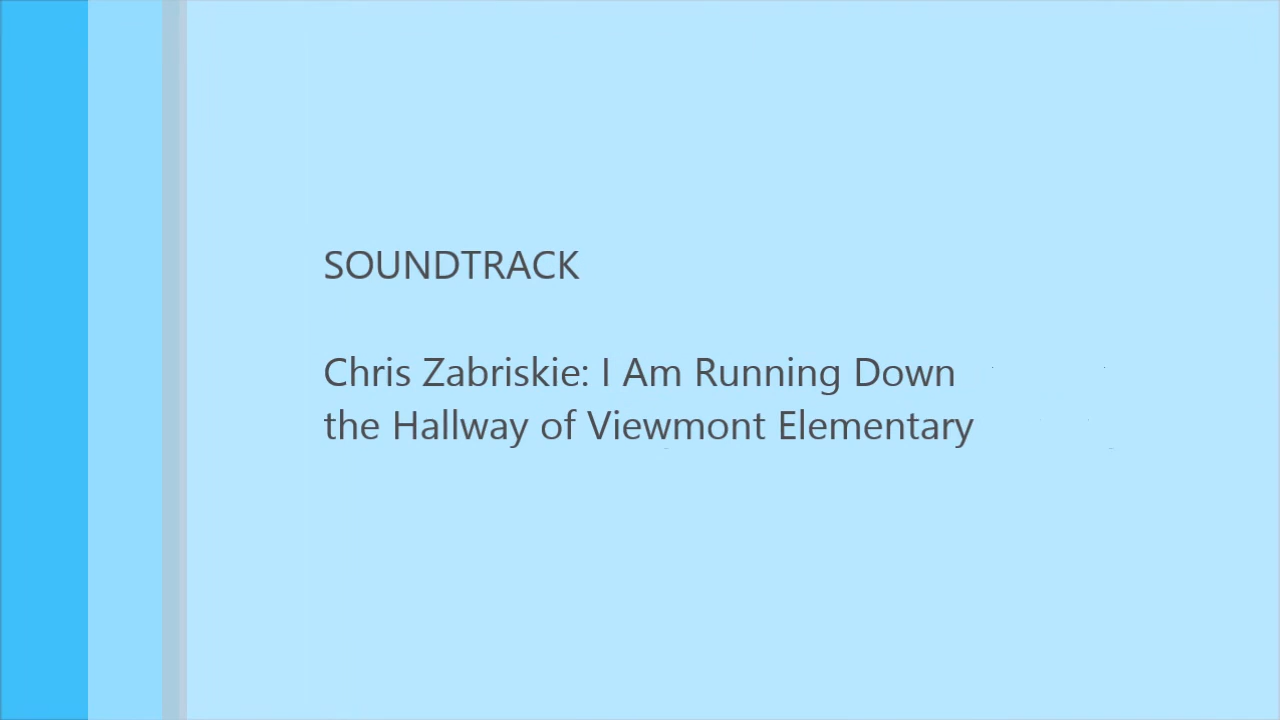 SOUNDTRACK
Chris Zabriskie: I Am Running Down
the Hallway of Viewmont Elementary